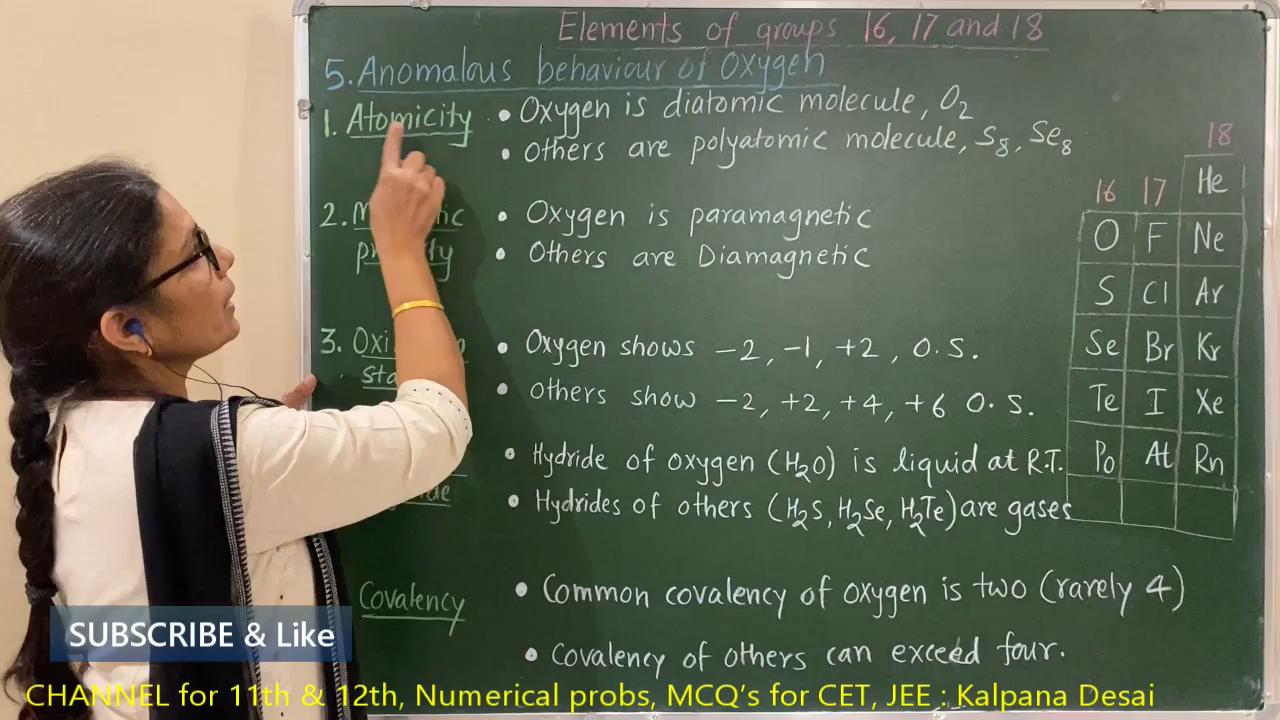 Elements of groups 16, 17 and 18
5. Anomalous behaviour of Oxygen
1. Atomicity
• Oxygen is diatomic molecule, O2
• Others are polyatomic molecule, S8, Se8
2.
• Oxygen is paramagnetic
• Others are Diamagnetic
3.
• Oxygen shows −2, −1, +2, O.S.
• Others show −2, +2, +4, +6 O.S.
• Hydride of oxygen (H2O) is liquid at R.T.
• Hydrides of others (H2S, H2Se, H2Te) are gases
Covalency
• Common covalency of oxygen is two (rarely 4)
• Covalency of others can exceed four.
18
16 17 He
O F Ne
S Cl Ar
Se Br Kr
Te I Xe
Po At Rn
SUBSCRIBE & Like
CHANNEL for 11th & 12th, Numerical probs, MCQ's for CET, JEE : Kalpana Desai